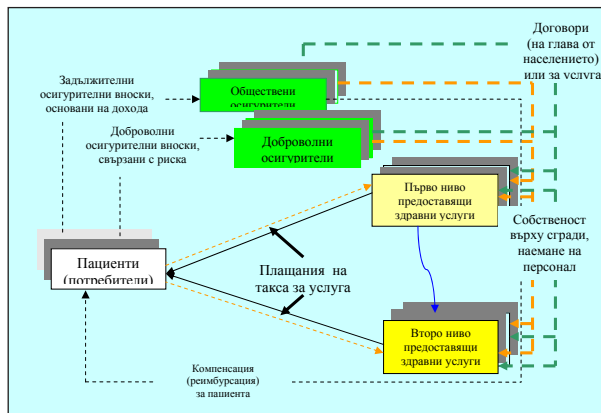 Договори
(на глава от
населението)
или за услуга
Задължителни
осигурителни вноски,
основани на дохода
Обществени
осигурители
Доброволни
осигурителни вноски,
свързани с риска
Доброволни
осигурители
Първо ниво
предоставящи
здравни услуги
Собственост
върху сгради,
наемане на
персонал
Пациенти
(потребители)
Плащания на
такса за услуга
Второ ниво
предоставящи
здравни услуги
Компенсация
(реимбурсация)
за пациента